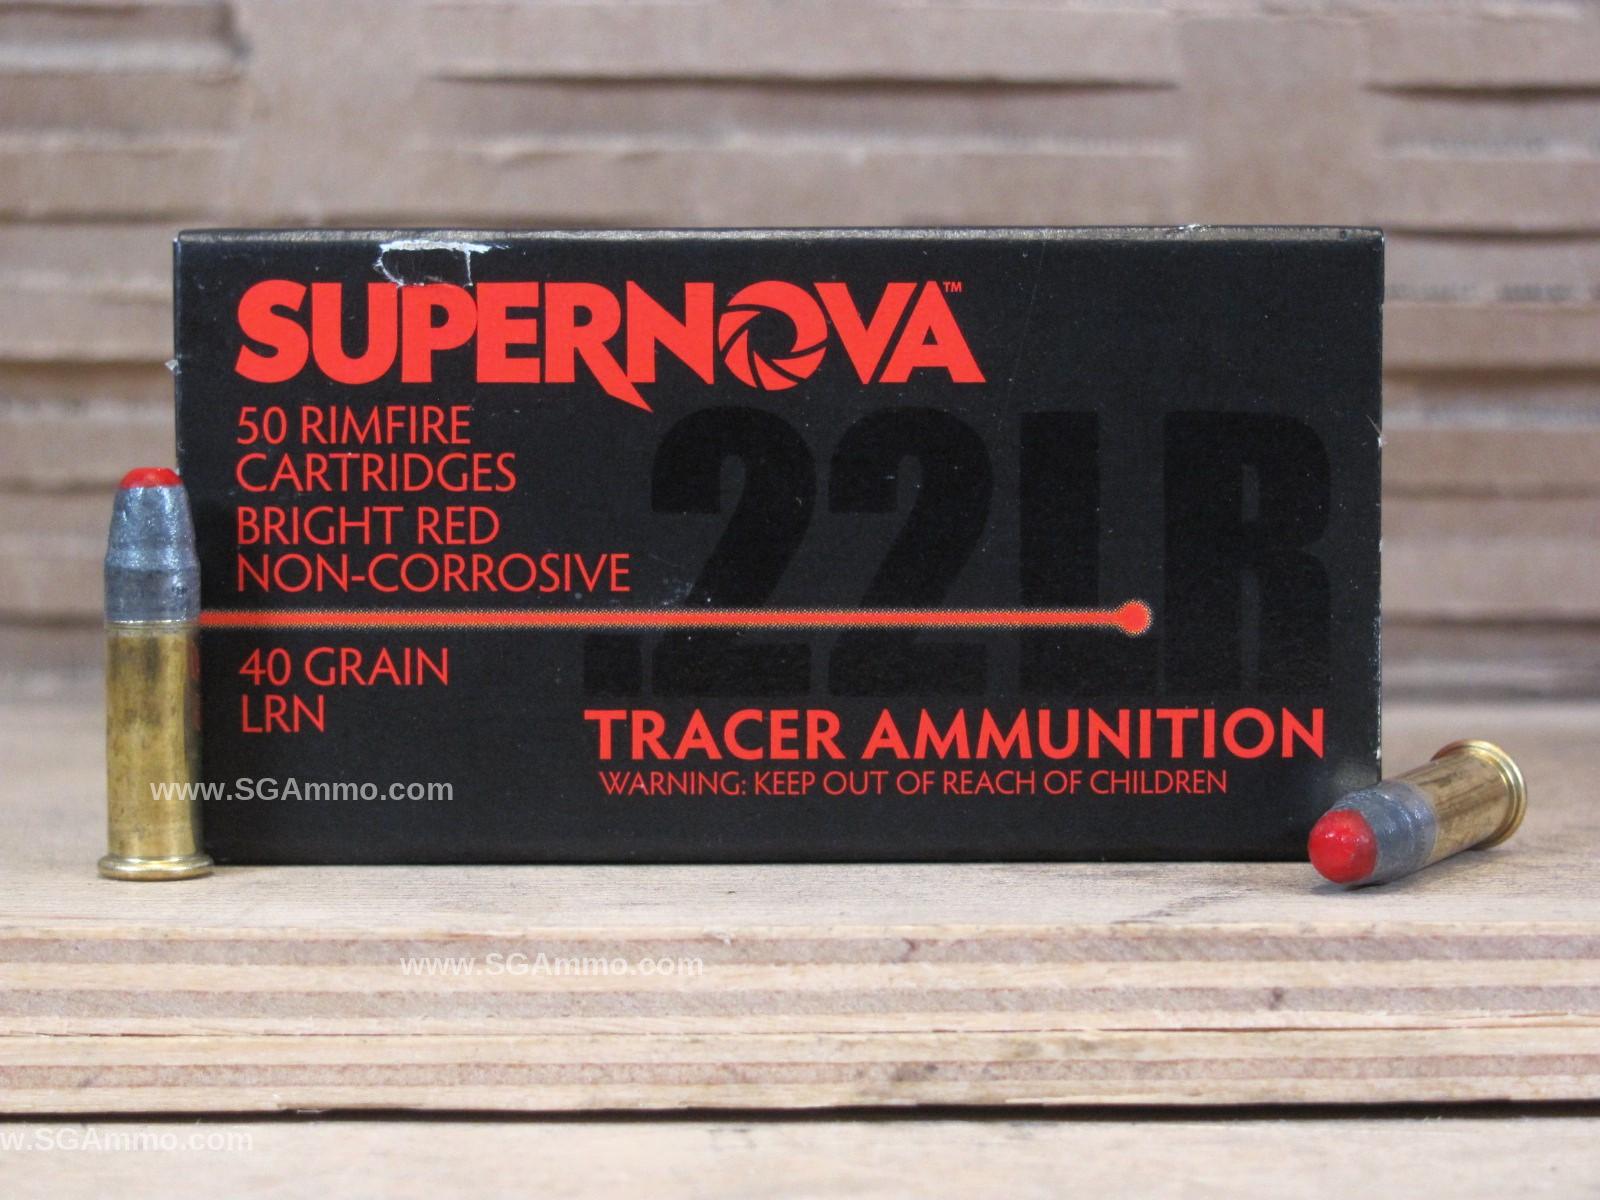 SUPERNOVA™
50 RIMFIRE
CARTRIDGES
BRIGHT RED
NON-CORROSIVE
.22LR
40 GRAIN
LRN
TRACER AMMUNITION
WARNING: KEEP OUT OF REACH OF CHILDREN
www.SGAmmo.com
www.SGAmmo.com
w.SGAmmo.com